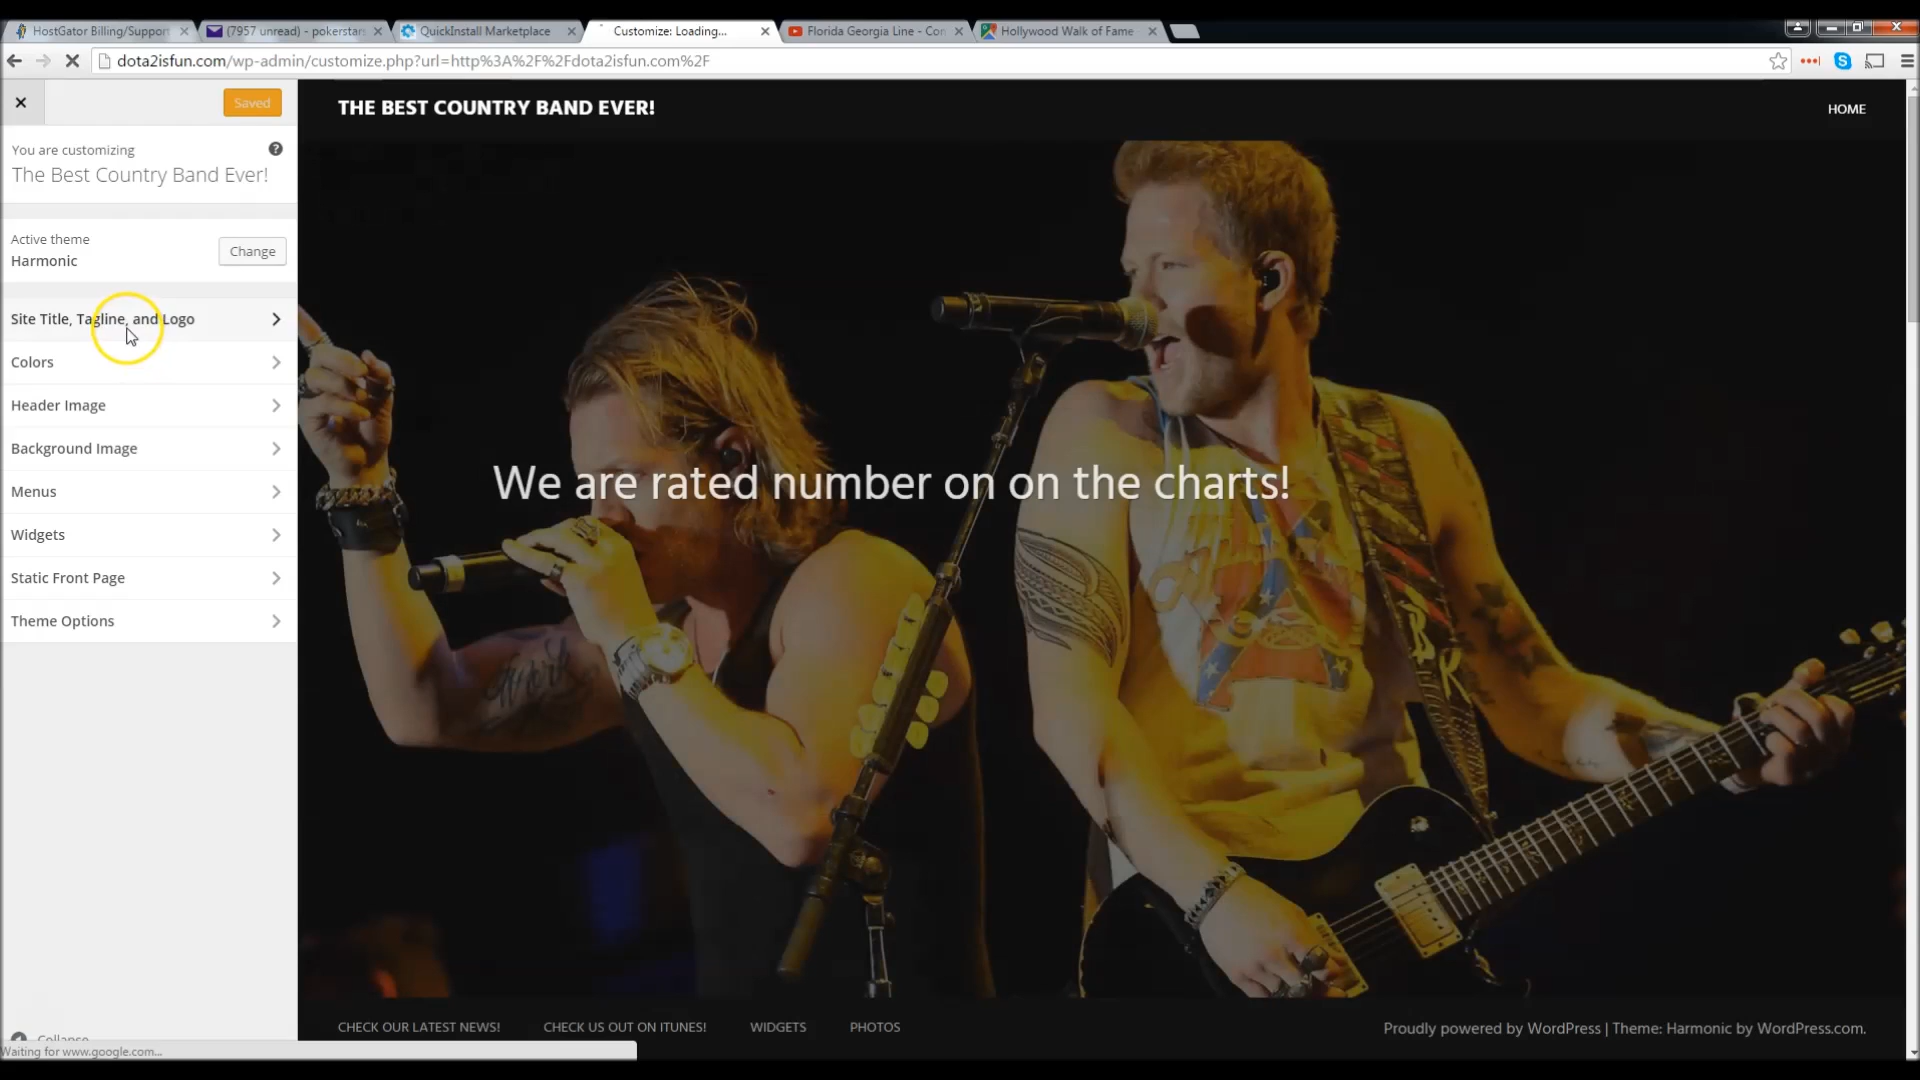 HostGator Billing/Support
(7957 unread) - pokerstar
QuickInstall Marketplace
Customize: Loading...
Florida Georgia Line - Con
Hollywood Walk of Fame
dota2isfun.com/wp-admin/customize.php?url=http%3A%2F%2Fdota2isfun.com%2F
Saved
You are customizing
The Best Country Band Ever!
Active theme
Harmonic
Change
Site Title, Tagline, and Logo
Colors
Header Image
Background Image
Menus
Widgets
Static Front Page
Theme Options
Collapse
Waiting for www.google.com...
THE BEST COUNTRY BAND EVER!
HOME
We are rated number on on the charts!
CHECK OUR LATEST NEWS!
CHECK US OUT ON ITUNES!
WIDGETS
PHOTOS
Proudly powered by WordPress | Theme: Harmonic by WordPress.com.